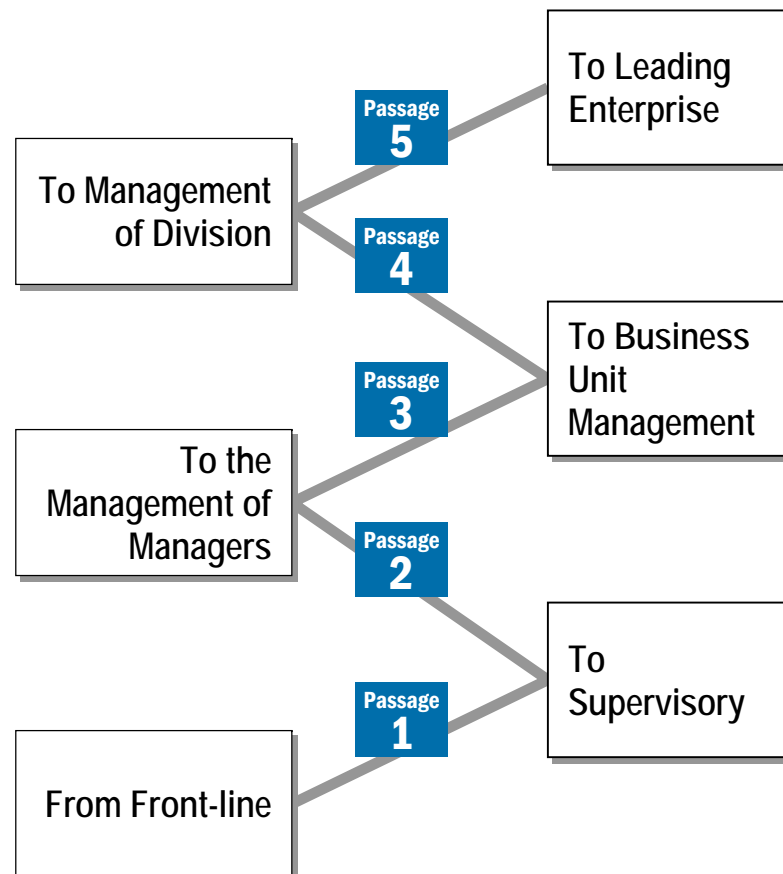 To Leading
Enterprise
Passage
5
To Management
of Division
Passage
4
To Business
Unit
Management
Passage
3
To the
Management of
Managers
Passage
2
To
Supervisory
Passage
1
From Front-line